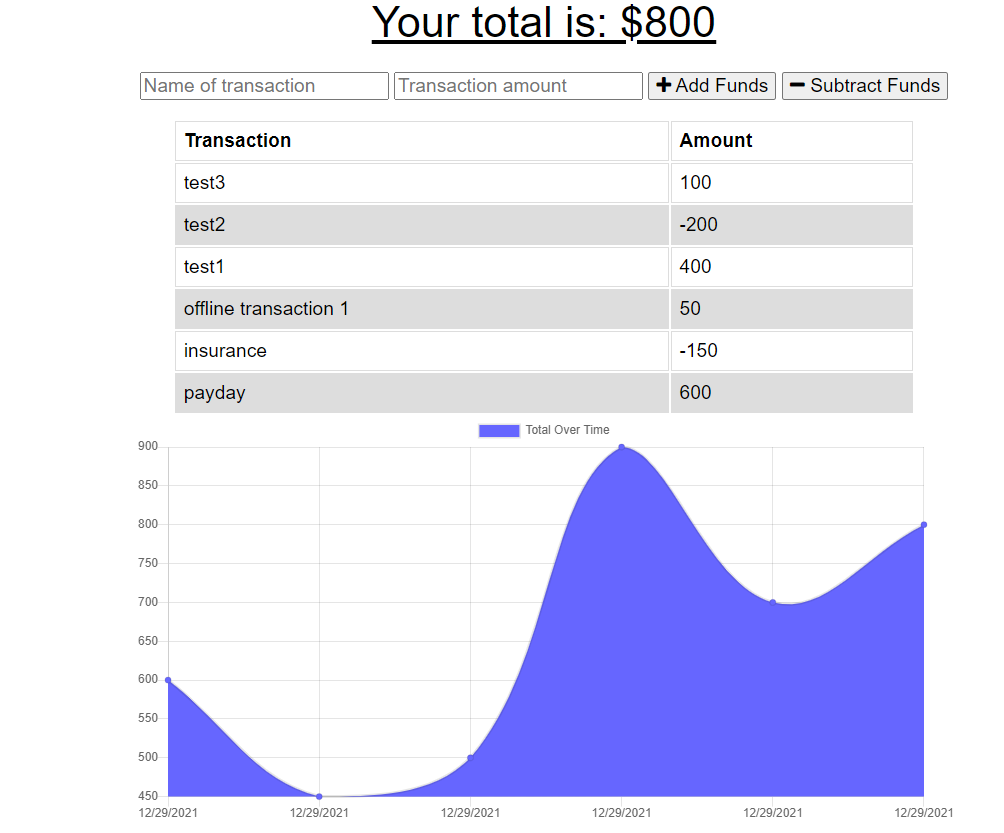 Your total is: $800
Name of transaction Transaction amount Add Funds Subtract Funds
Transaction Amount
test3 100
test2 -200
test1 400
offline transaction 1 50
insurance -150
payday 600
Total Over Time
900
850
800
750
700
650
600
550
500
450
12/29/2021 12/29/2021 12/29/2021 12/29/2021 12/29/2021 12/29/2021